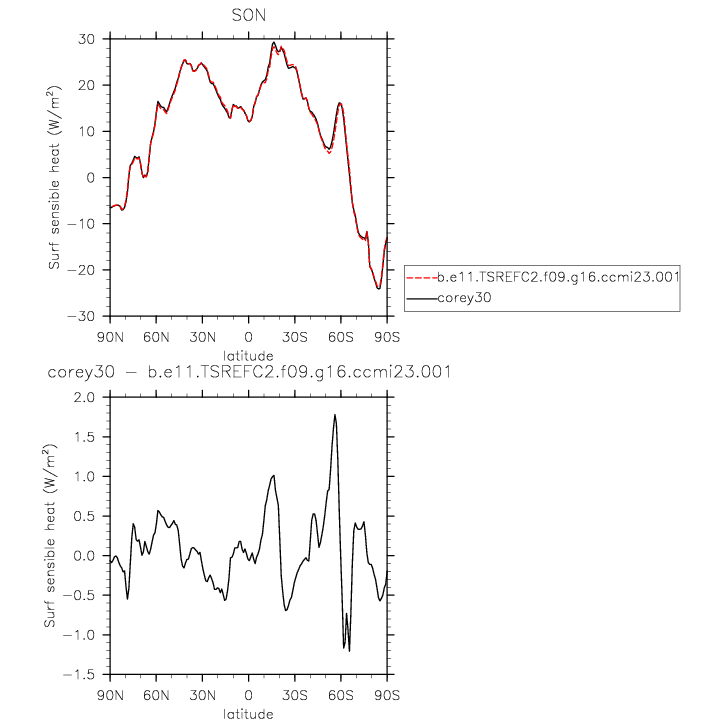 SON
30
20
10
0
−10
−20
−30
Surf sensible heat (W/m²)
90N 60N 30N 0 30S 60S 90S
latitude
b.e11.TSREFC2.f09.g16.ccmi23.001
corey30
corey30 − b.e11.TSREFC2.f09.g16.ccmi23.001
2.0
1.5
1.0
0.5
0.0
−0.5
−1.0
−1.5
Surf sensible heat (W/m²)
90N 60N 30N 0 30S 60S 90S
latitude